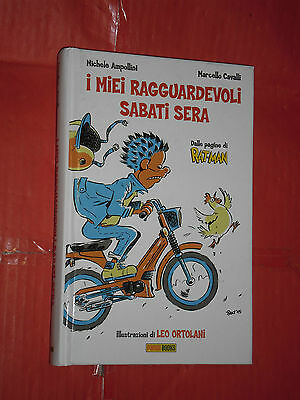 Michele Ampollini
Marcello Cavalli
I MIEI RAGGUARDEVOLI
SABATI SERA
Dalle pagine di
RAT-MAN
illustrazioni di LEO ORTOLANI
PANINI BOOKS